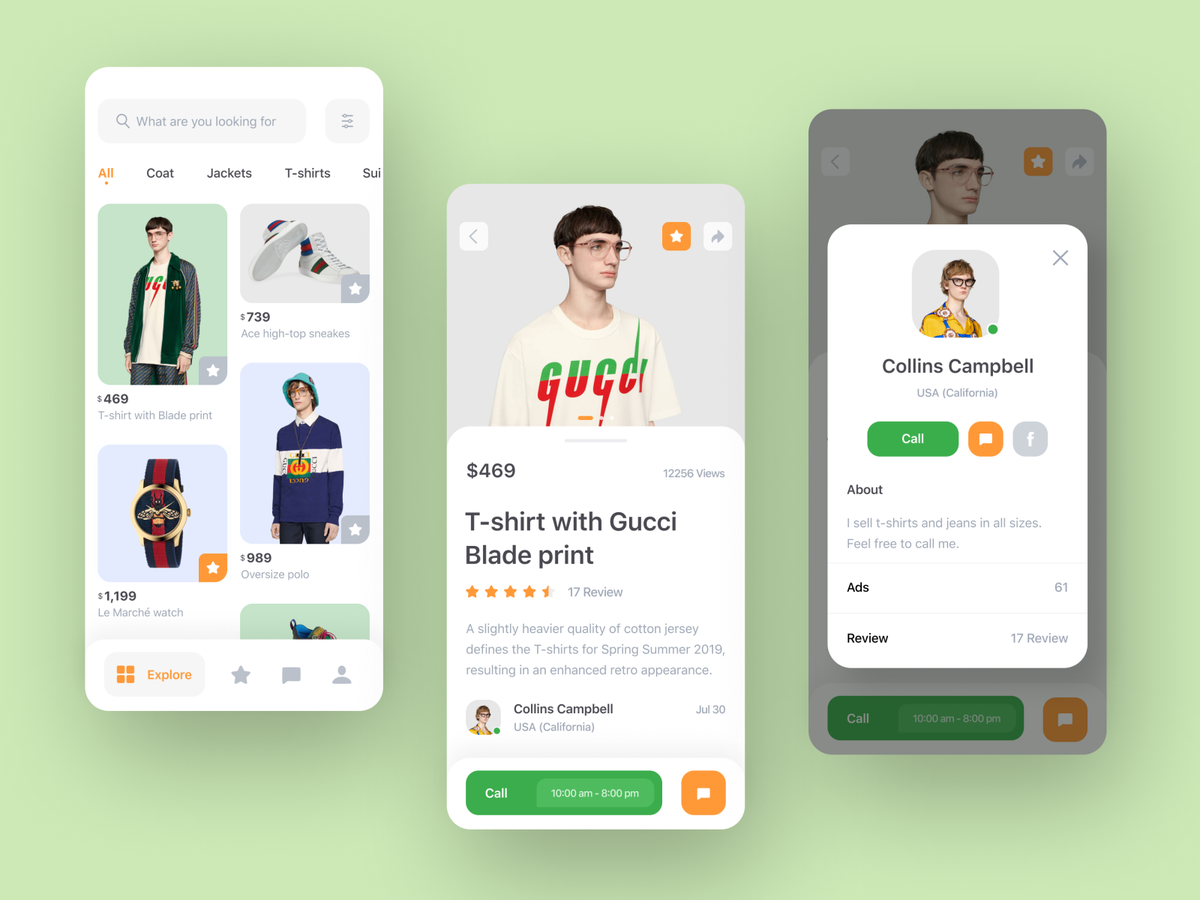 What are you looking for
All Coat Jackets T-shirts Sui
GUCCI
$469
T-shirt with Blade print
$739
Ace high-top sneakes
GUCCI
$989
Oversize polo
$1,199
Le Marché watch
Explore
GUCCI
$469
12256 Views
T-shirt with Gucci
Blade print
17 Review
A slightly heavier quality of cotton jersey
defines the T-shirts for Spring Summer 2019,
resulting in an enhanced retro appearance.
Collins Campbell
Jul 30
USA (California)
Call
10:00 am - 8:00 pm
Collins Campbell
USA (California)
Call
f
About
I sell t-shirts and jeans in all sizes.
Feel free to call me.
Ads
61
Review
17 Review
Call
10:00 am - 8:00 pm